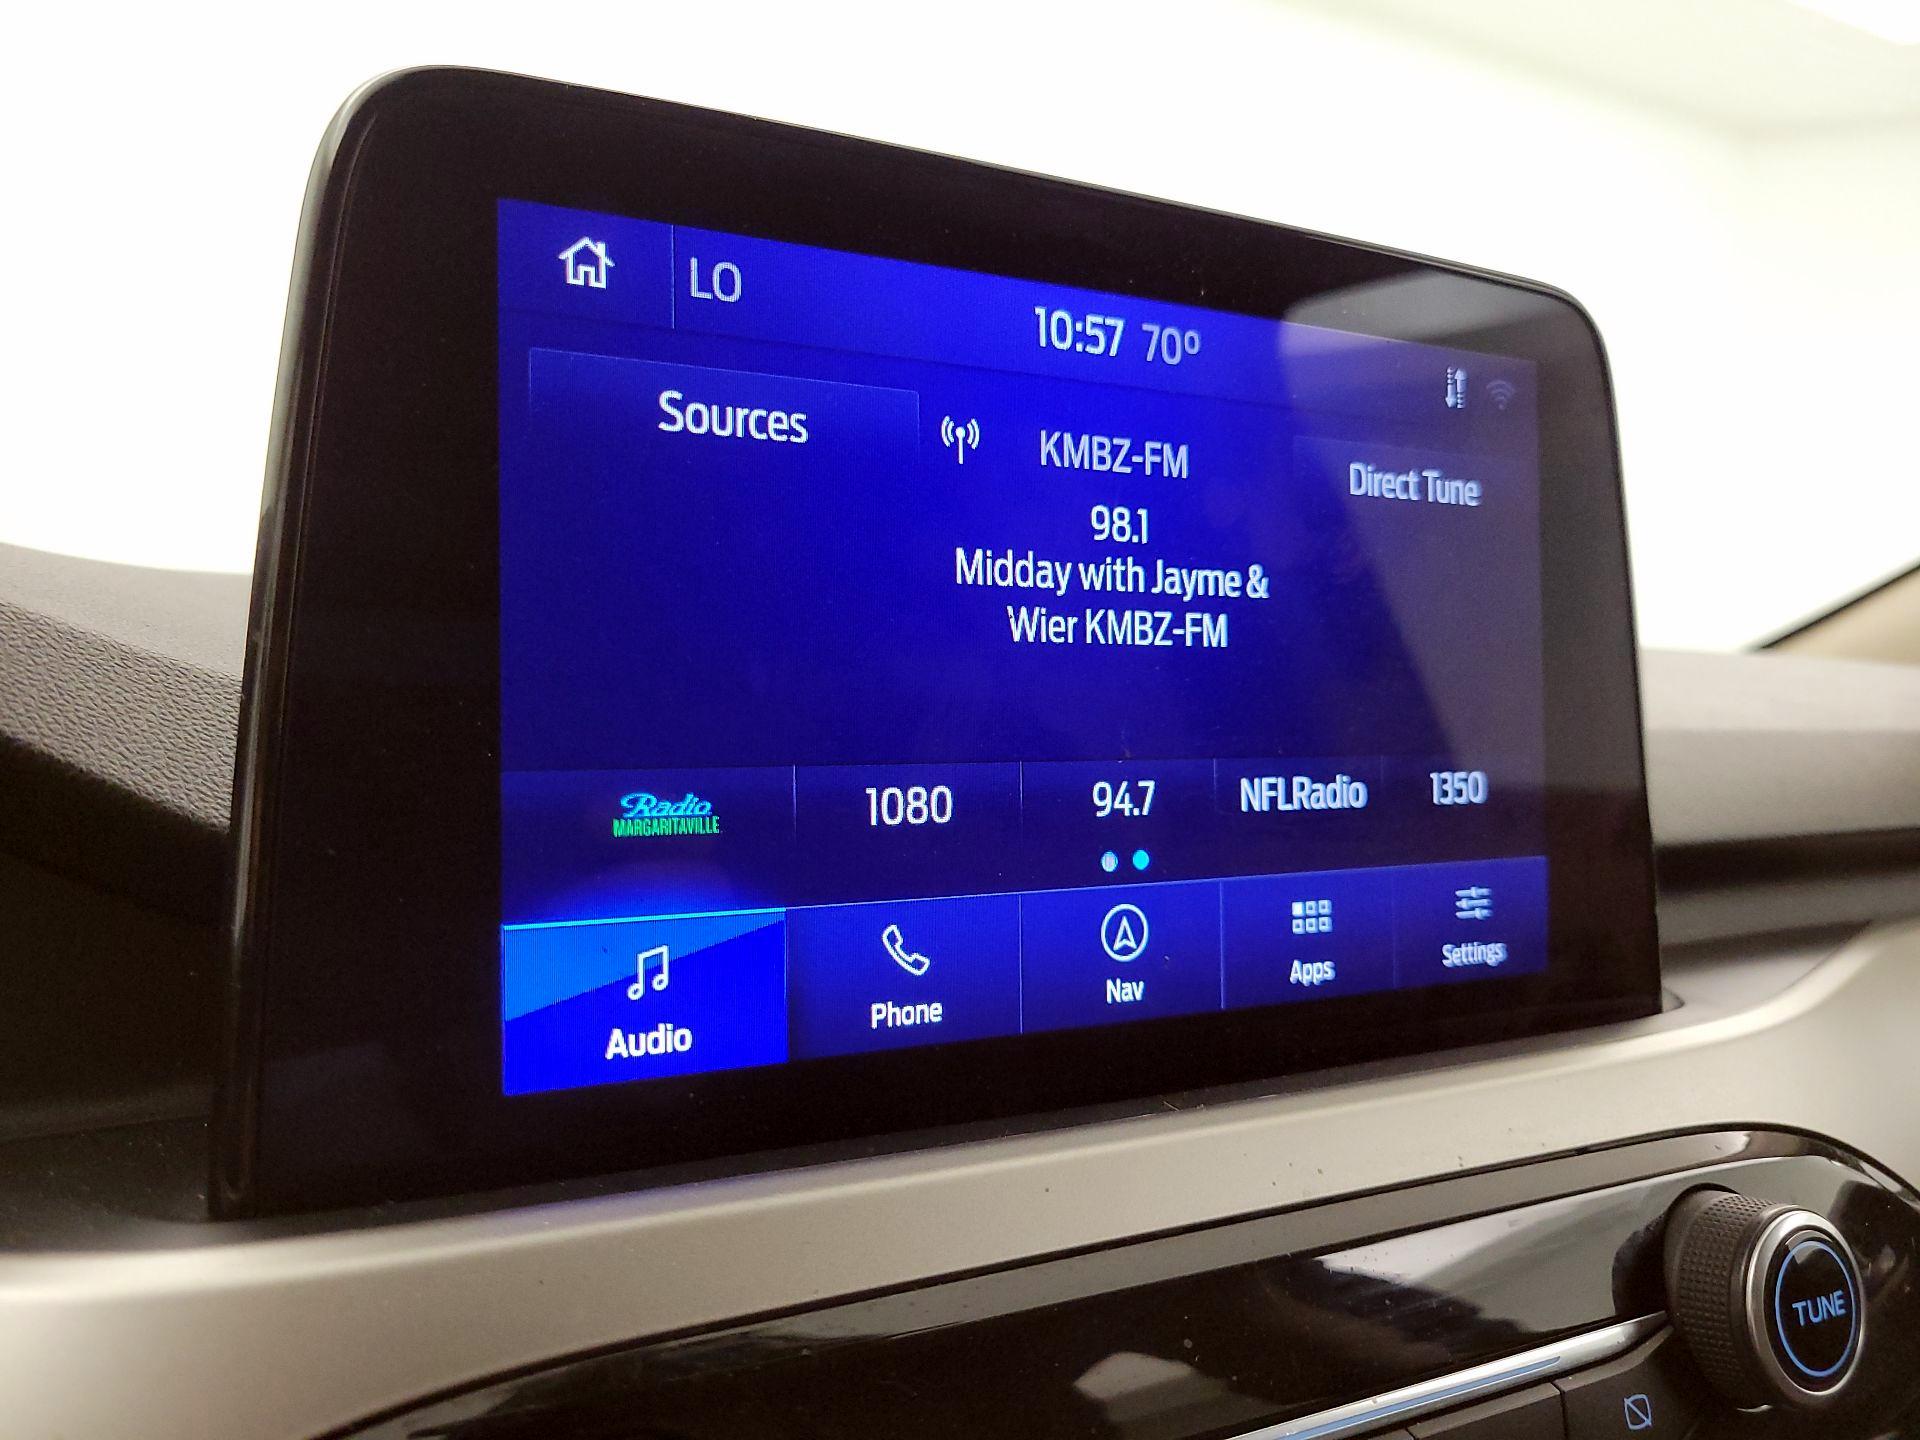 LO
10:57 70°
Sources
KMBZ-FM
Direct Tune
98.1
Midday with Jayme &
Wier KMBZ-FM
Radio
MARGARITAVILLE
1080
94.7
NFLRadio
1350
Audio
Phone
Nav
Apps
Settings
TUNE